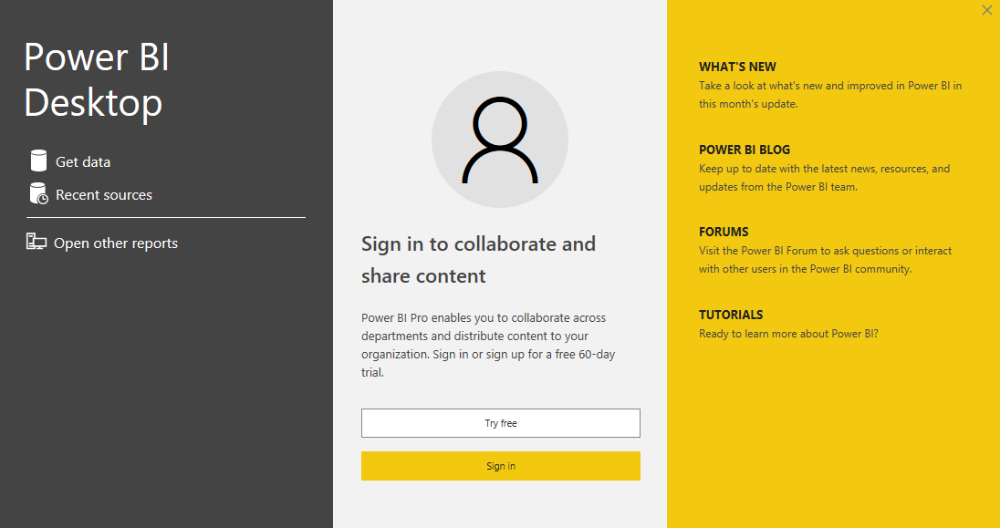 Power BI
Desktop
Get data
Recent sources
Open other reports
Sign in to collaborate and
share content
Power BI Pro enables you to collaborate across
departments and distribute content to your
organization. Sign in or sign up for a free 60-day
trial.
Try free
Sign in
WHAT'S NEW
Take a look at what's new and improved in Power BI in
this month's update.
POWER BI BLOG
Keep up to date with the latest news, resources, and
updates from the Power BI team.
FORUMS
Visit the Power BI Forum to ask questions or interact
with other users in the Power BI community.
TUTORIALS
Ready to learn more about Power BI?